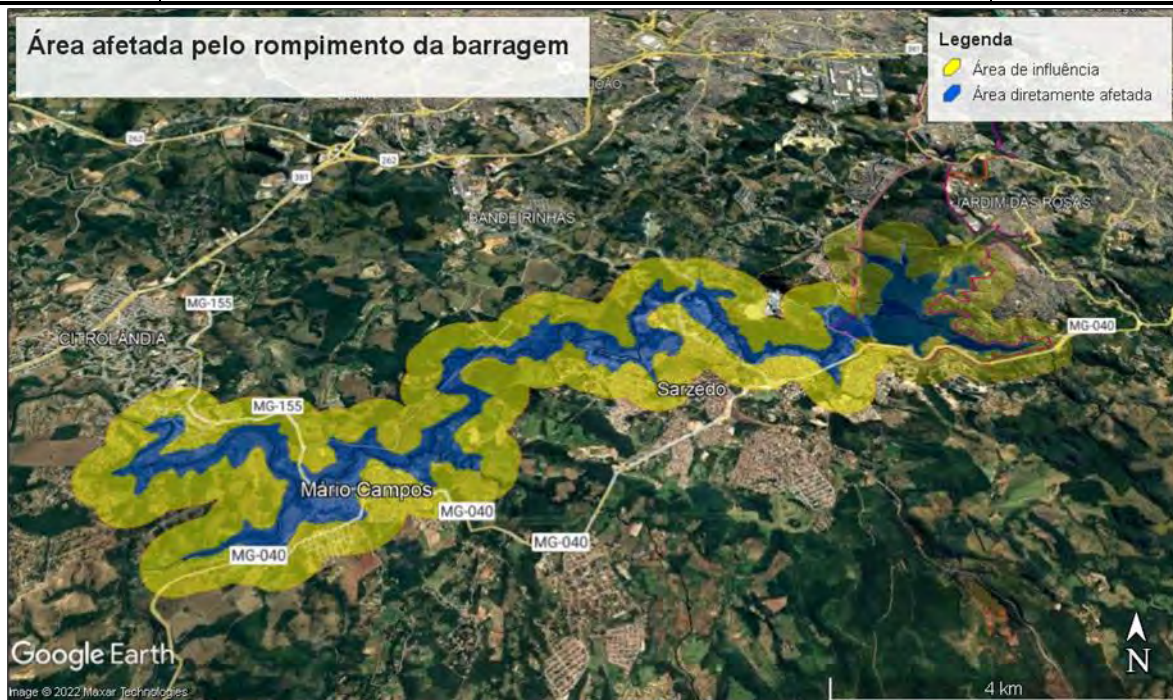 Área afetada pelo rompimento da barragem
Legenda
Área de influência
Área diretamente afetada
381
262
262
381
BANDEIRINHAS
JARDIM DAS ROSAS
MG-155
CITROLÂNDIA
MG-040
Sarzedo
MG-155
Mário Campos
MG-040
MG-040
MG-040
Google Earth
Image © 2022 Maxar Technologies
4 km
N